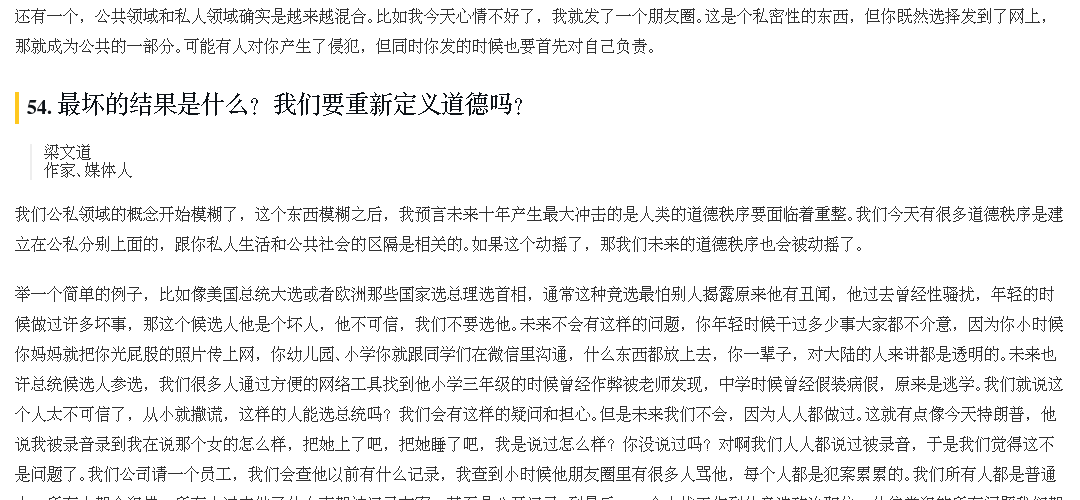 还有一个，公共领域和私人领域确实是越来越混合。比如我今天心情不好了，我就发了一个朋友圈。这是个私密性的东西，但你既然选择发到了网上，
那就成为公共的一部分。可能有人对你产生了侵犯，但同时你发的时候也要首先对自己负责。
54. 最坏的结果是什么？我们要重新定义道德吗？
梁文道
作家、媒体人
我们公私领域的概念开始模糊了，这个东西模糊之后，我预言未来十年产生最大冲击的是人类的道德秩序要面临着重整。我们今天有很多道德秩序是建
立在公私分别上面的，跟你私人生活和公共社会的区隔是相关的。如果这个动摇了，那我们未来的道德秩序也会被动摇了。
举一个简单的例子，比如像美国总统大选或者欧洲那些国家选总理选首相，通常这种竞选最怕别人揭露原来他有丑闻，他过去曾经性骚扰，年轻的时
候做过许多坏事，那这个候选人他是个坏人，他不可信，我们不要选他。未来不会有这样的问题，你年轻时候干过多少事大家都不介意，因为你小时候
你妈妈就把你光屁股的照片传上网，你幼儿园、小学你就跟同学们在微信里沟通，什么东西都放上去，你一辈子，对大陆的人来讲都是透明的。未来也
许总统候选人参选，我们很多人通过方便的网络工具找到他小学三年级的时候曾经作弊被老师发现，中学时候曾经假装病假，原来是逃学。我们就说这
个人太不可信了，从小就撒谎，这样的人能选总统吗？我们会有这样的疑问和担心。但是未来我们不会，因为人人都做过。这就有点像今天特朗普，他
说我被录音录到我在说那个女的怎么样，把她上了吧，把她睡了吧，我是说过怎么样？你没说过吗？对啊我们人人都说过被录音，于是我们觉得这不
是问题了。我们公司请一个员工，我们会查他以前有什么记录，我查到小时候他朋友圈里有很多人骂他，每个人都是犯案累累的。我们所有人都是普通